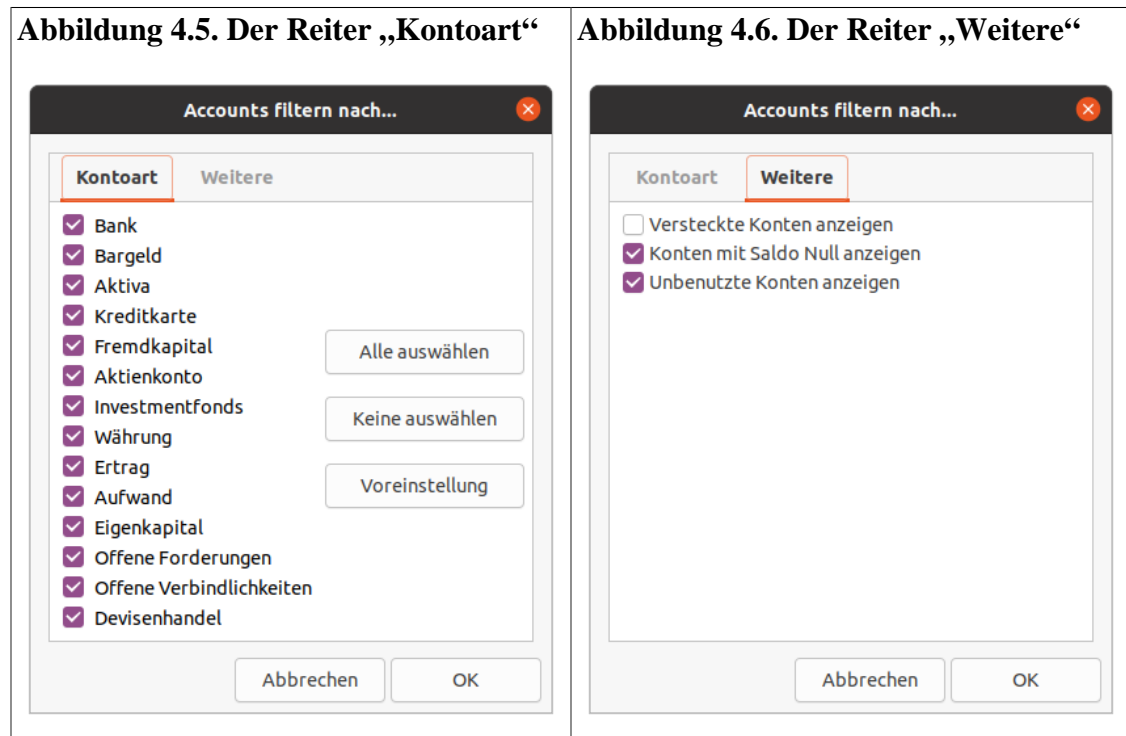 Abbildung 4.5. Der Reiter „Kontoart“
Accounts filtern nach...
Kontoart
Weitere
Bank
Bargeld
Aktiva
Kreditkarte
Fremdkapital
Aktienkonto
Investmentfonds
Währung
Ertrag
Aufwand
Eigenkapital
Offene Forderungen
Offene Verbindlichkeiten
Devisenhandel
Alle auswählen
Keine auswählen
Voreinstellung
Abbrechen
OK
Abbildung 4.6. Der Reiter „Weitere“
Accounts filtern nach...
Kontoart
Weitere
Versteckte Konten anzeigen
Konten mit Saldo Null anzeigen
Unbenutzte Konten anzeigen
Abbrechen
OK